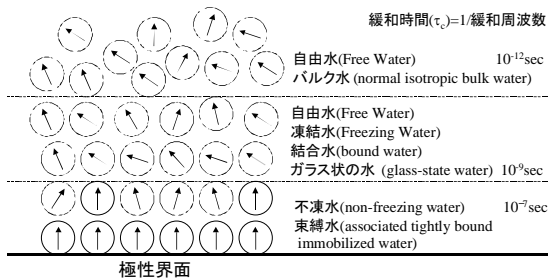 緩和時間(τc)=1/緩和周波数
自由水(Free Water) 10-12sec
バルク水 (normal isotropic bulk water)
自由水(Free Water)
凍結水(Freezing Water)
結合水(bound water)
ガラス状の水 (glass-state water) 10-9sec
不凍水(non-freezing water) 10-7sec
束縛水(associated tightly bound
immobilized water)
極性界面